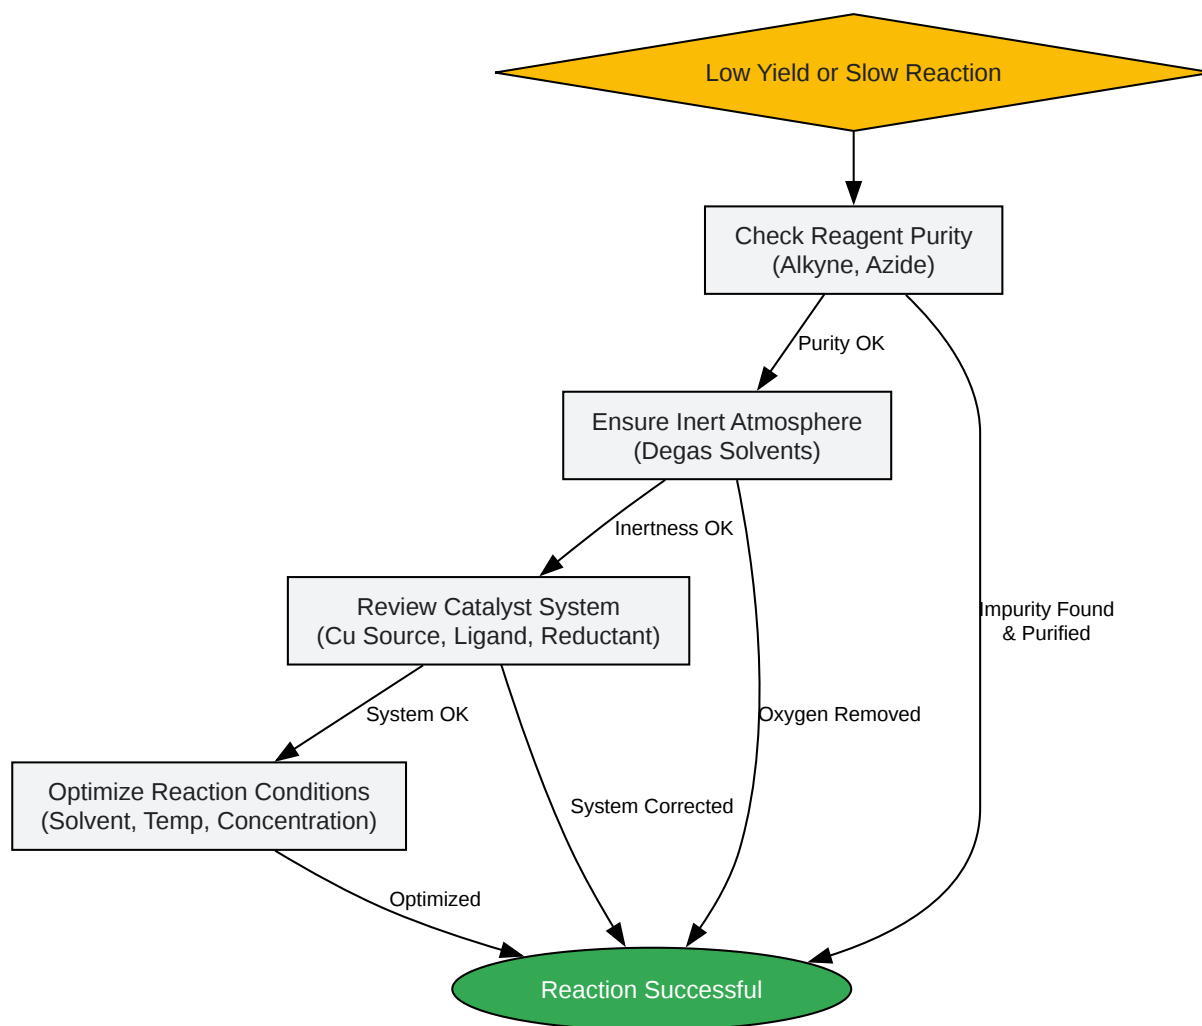 Low Yield or Slow Reaction
Check Reagent Purity
(Alkyne, Azide)
Purity OK
Ensure Inert Atmosphere
(Degas Solvents)
Inertness OK
Review Catalyst System
(Cu Source, Ligand, Reductant)
Impurity Found
& Purified
System OK
Oxygen Removed
Optimize Reaction Conditions
(Solvent, Temp, Concentration)
System Corrected
Optimized
Reaction Successful